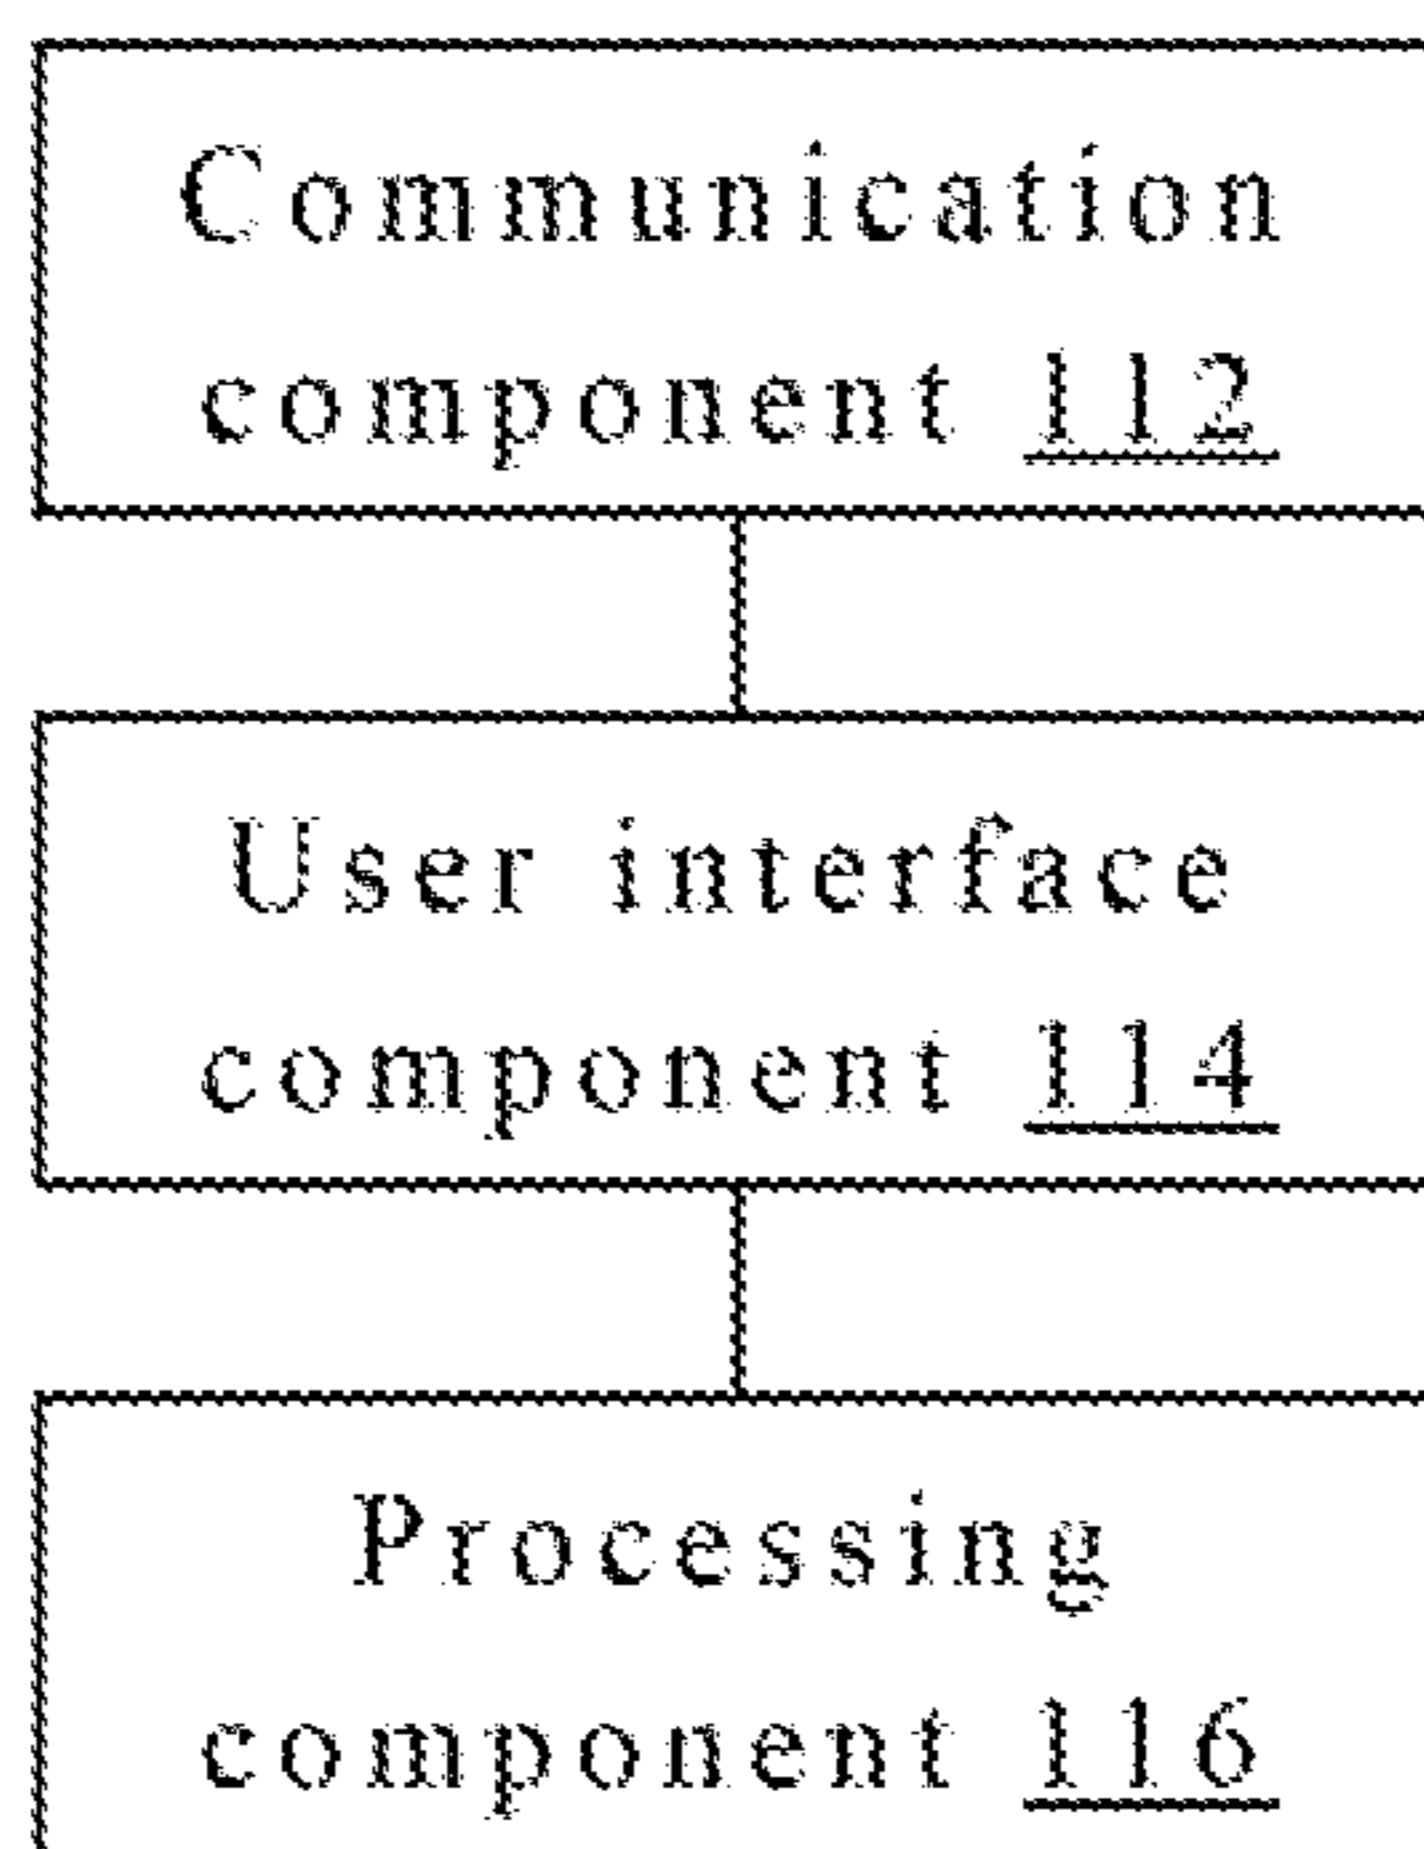 Communication
component 112
User interface
component 114
Processing
component 116